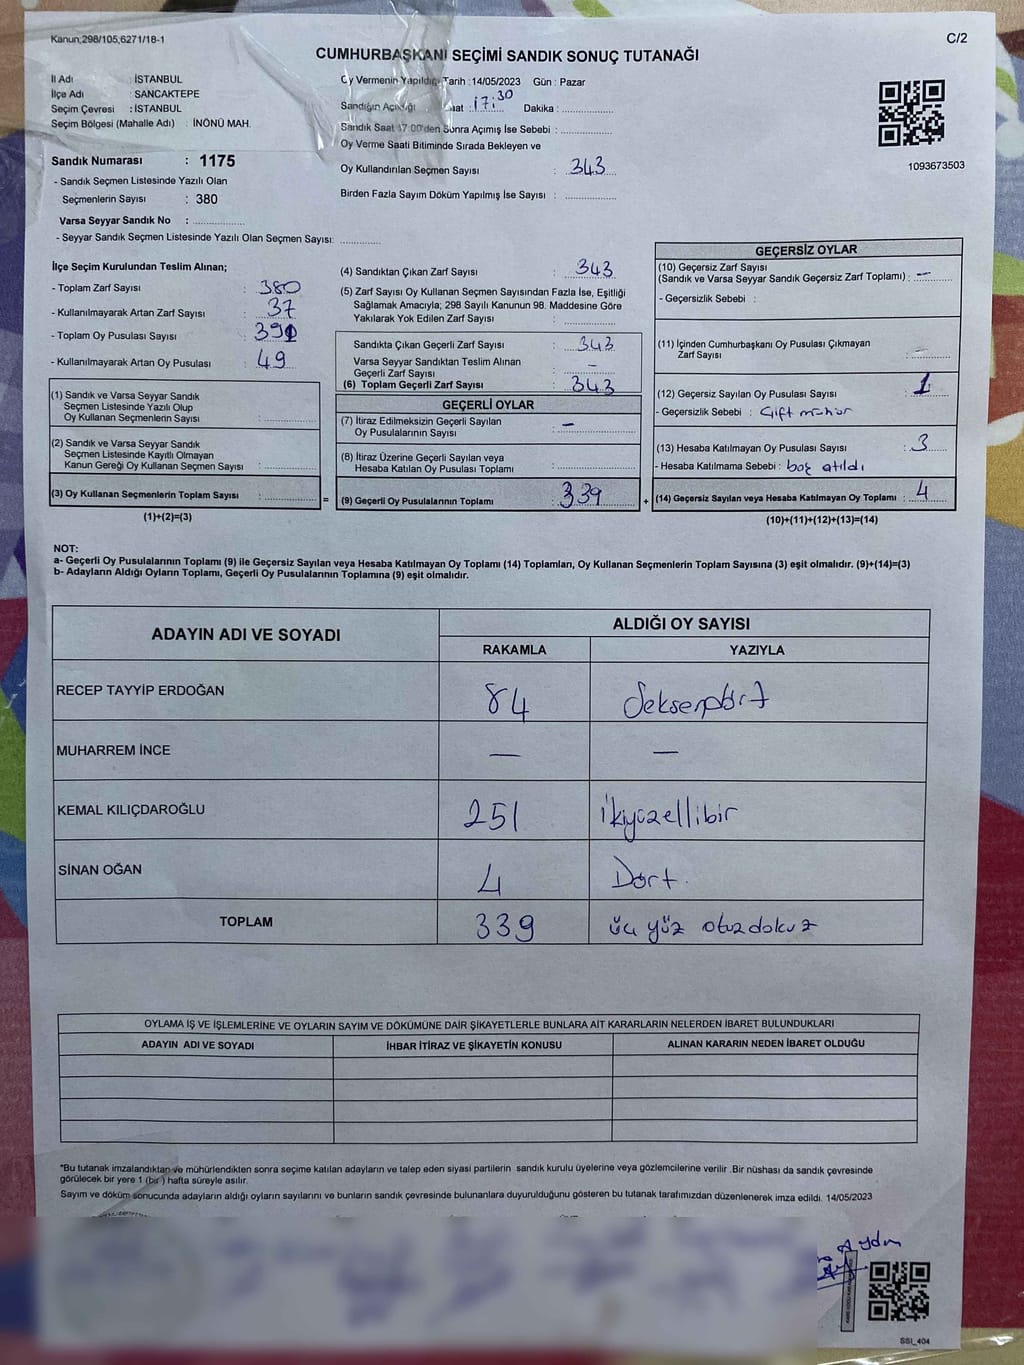 Kanun;298/105,6271/18-1
C/2
CUMHURBAŞKANI SEÇİMİ SANDIK SONUÇ TUTANAĞI
İl Adı : İSTANBUL
İlçe Adı : SANCAKTEPE
Seçim Çevresi : İSTANBUL
Seçim Bölgesi (Mahalle Adı) : İNÖNÜ MAH.
Oy Vermenin Yapıldığı Tarih : 14/05/2023 Gün : Pazar
Sandığın Açıldığı Saat : 17:30 Dakika : ..............
Sandık Saat 17:00'den Sonra Açımış İse Sebebi : ..............
Oy Verme Saati Bitiminde Sırada Bekleyen ve
Oy Kullandırılan Seçmen Sayısı : 343
Birden Fazla Sayım Döküm Yapılmış İse Sayısı : ..............
1093673503
Sandık Numarası : 1175
- Sandık Seçmen Listesinde Yazılı Olan
Seçmenlerin Sayısı : 380
Varsa Seyyar Sandık No : ..............
- Seyyar Sandık Seçmen Listesinde Yazılı Olan Seçmen Sayısı: ..............
İlçe Seçim Kurulundan Teslim Alınan;
- Toplam Zarf Sayısı : 380
- Kullanılmayarak Artan Zarf Sayısı : 37
- Toplam Oy Pusulası Sayısı :
- Kullanılmayarak Artan Oy Pusulası : 49
(1) Sandık ve Varsa Seyyar Sandık
Seçmen Listesinde Yazılı Olup
Oy Kullanan Seçmenlerin Sayısı : ..............
(2) Sandık ve Varsa Seyyar Sandık
Seçmen Listesinde Kayıtlı Olmayan
Kanun Gereği Oy Kullanan Seçmen Sayısı : ..............
(3) Oy Kullanan Seçmenlerin Toplam Sayısı : .............. =
(1)+(2)=(3)
(4) Sandıktan Çıkan Zarf Sayısı : 343
(5) Zarf Sayısı Oy Kullanan Seçmen Sayısından Fazla İse, Eşitliği
Sağlamak Amacıyla; 298 Sayılı Kanunun 98. Maddesine Göre
Yakılarak Yok Edilen Zarf Sayısı : ..............
Sandıkta Çıkan Geçerli Zarf Sayısı : 343
Varsa Seyyar Sandıktan Teslim Alınan
Geçerli Zarf Sayısı : –
(6) Toplam Geçerli Zarf Sayısı : 343
GEÇERLİ OYLAR
(7) İtiraz Edilmeksizin Geçerli Sayılan
Oy Pusulalarının Sayısı : –
(8) İtiraz Üzerine Geçerli Sayılan veya
Hesaba Katılan Oy Pusulası Toplamı : ..............
(9) Geçerli Oy Pusulalarının Toplamı : 339 +
GEÇERSİZ OYLAR
(10) Geçersiz Zarf Sayısı
(Sandık ve Varsa Seyyar Sandık Geçersiz Zarf Toplamı) : –
- Geçersizlik Sebebi :
(11) İçinden Cumhurbaşkanı Oy Pusulası Çıkmayan
Zarf Sayısı : –
(12) Geçersiz Sayılan Oy Pusulası Sayısı : 1
- Geçersizlik Sebebi : Çift mühür
(13) Hesaba Katılmayan Oy Pusulası Sayısı : 3
- Hesaba Katılmama Sebebi : boş atıldı
(14) Geçersiz Sayılan veya Hesaba Katılmayan Oy Toplamı : 4
(10)+(11)+(12)+(13)=(14)
NOT:
a- Geçerli Oy Pusulalarının Toplamı (9) ile Geçersiz Sayılan veya Hesaba Katılmayan Oy Toplamı (14) Toplamları, Oy Kullanan Seçmenlerin Toplam Sayısına (3) eşit olmalıdır. (9)+(14)=(3)
b- Adayların Aldığı Oyların Toplamı, Geçerli Oy Pusulalarının Toplamına (9) eşit olmalıdır.
ADAYIN ADI VE SOYADI ALDIĞI OY SAYISI
RAKAMLA YAZIYLA
RECEP TAYYİP ERDOĞAN 84 Seksendört
MUHARREM İNCE — —
KEMAL KILIÇDAROĞLU 251 İkiyüzellibir
SİNAN OĞAN 4 Dört.
TOPLAM 339 üç yüz otuzdokuz
OYLAMA İŞ VE İŞLEMLERİNE VE OYLARIN SAYIM VE DÖKÜMÜNE DAİR ŞİKAYETLERLE BUNLARA AİT KARARLARIN NELERDEN İBARET BULUNDUKLARI
ADAYIN ADI VE SOYADI İHBAR İTİRAZ VE ŞİKAYETİN KONUSU ALINAN KARARIN NEDEN İBARET OLDUĞU
*Bu tutanak imzalandıktan ve mühürlendikten sonra seçime katılan adayların ve talep eden siyasi partilerin sandık kurulu üyelerine veya gözlemcilerine verilir .Bir nüshası da sandık çevresinde
görülecek bir yere 1 (bir ) hafta süreyle asılır.
Sayım ve döküm sonucunda adayların aldığı oyların sayılarını ve bunların sandık çevresinde bulunanlara duyurulduğunu gösteren bu tutanak tarafımızdan düzenlenerek imza edildi. 14/05/2023
Aydın
SSI_404